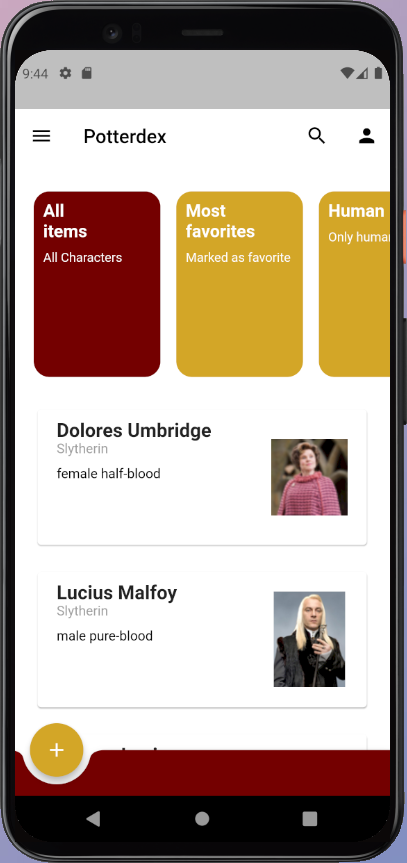 9:44
Potterdex
All
items
All Characters
Most
favorites
Marked as favorite
Human
Only huma
Dolores Umbridge
Slytherin
female half-blood
Lucius Malfoy
Slytherin
male pure-blood
+